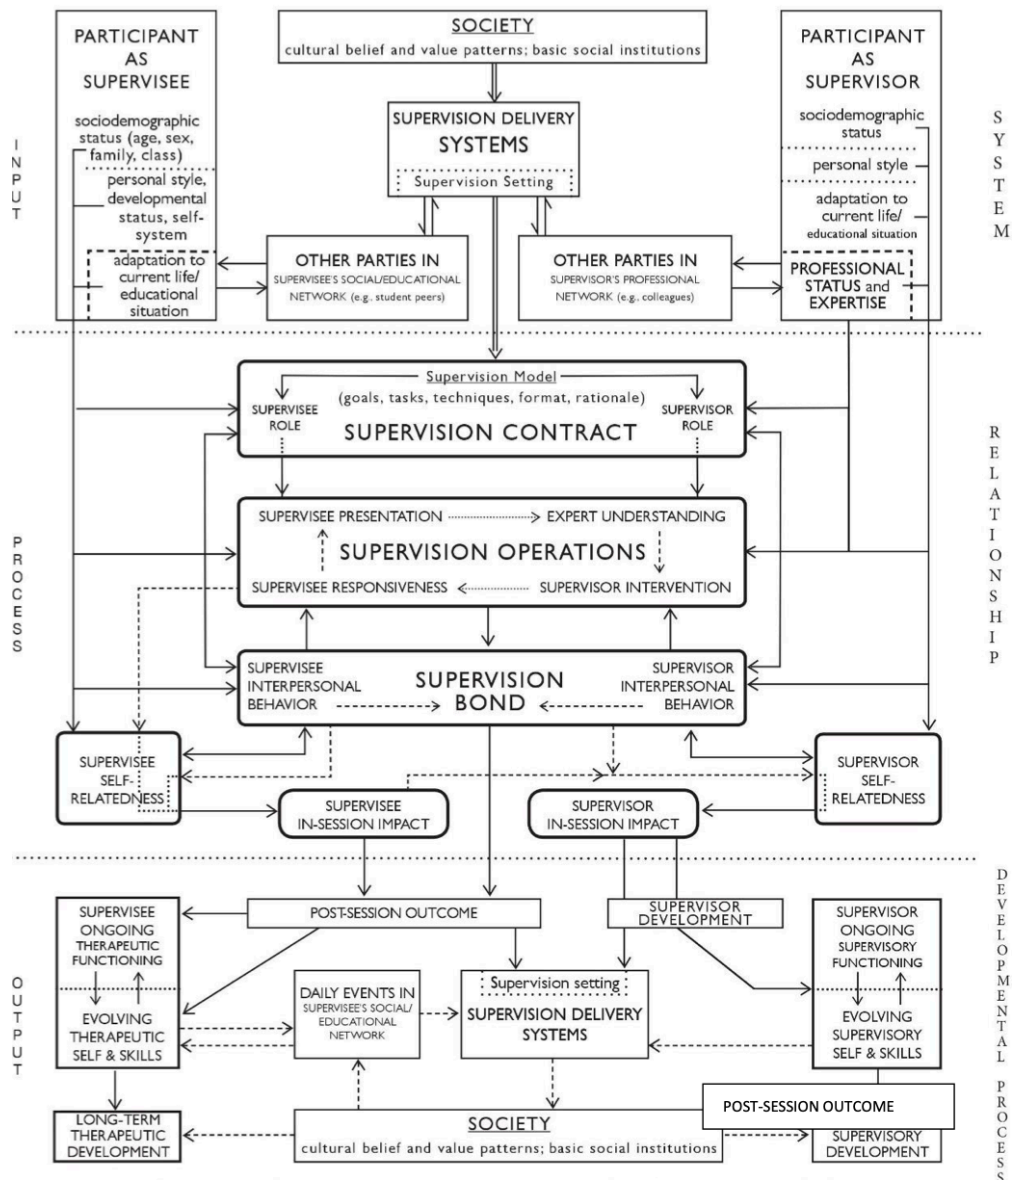 SOCIETY
cultural belief and value patterns; basic social institutions
PARTICIPANT
AS
SUPERVISEE
sociodemographic
status (age, sex,
family, class)
personal style,
developmental
status, self-
system
adaptation to
current life/
educational
situation
PARTICIPANT
AS
SUPERVISOR
sociodemographic
status
personal style
adaptation to
current life/
educational situation
PROFESSIONAL
STATUS and
EXPERTISE
SUPERVISION DELIVERY
SYSTEMS
Supervision Setting
OTHER PARTIES IN
SUPERVISEE'S SOCIAL/EDUCATIONAL
NETWORK (e.g., student peers)
OTHER PARTIES IN
SUPERVISOR'S PROFESSIONAL
NETWORK (e.g., colleagues)
INPUT
SYSTEM
Supervision Model
(goals, tasks, techniques, format, rationale)
SUPERVISEE
ROLE
SUPERVISOR
ROLE
SUPERVISION CONTRACT
SUPERVISEE PRESENTATION
EXPERT UNDERSTANDING
SUPERVISION OPERATIONS
SUPERVISEE RESPONSIVENESS
SUPERVISOR INTERVENTION
SUPERVISEE
INTERPERSONAL
BEHAVIOR
SUPERVISION
BOND
SUPERVISOR
INTERPERSONAL
BEHAVIOR
PROCESS
RELATIONSHIP
SUPERVISEE
SELF-
RELATEDNESS
SUPERVISEE
IN-SESSION IMPACT
SUPERVISOR
IN-SESSION IMPACT
SUPERVISOR
SELF-
RELATEDNESS
SUPERVISEE
ONGOING
THERAPEUTIC
FUNCTIONING
EVOLVING
THERAPEUTIC
SELF & SKILLS
POST-SESSION OUTCOME
SUPERVISOR
DEVELOPMENT
SUPERVISOR
ONGOING
SUPERVISORY
FUNCTIONING
EVOLVING
SUPERVISORY
SELF & SKILLS
DAILY EVENTS IN
SUPERVISEE'S SOCIAL/
EDUCATIONAL
NETWORK
Supervision setting
SUPERVISION DELIVERY
SYSTEMS
OUTPUT
DEVELOPMENTAL PROCESS
LONG-TERM
THERAPEUTIC
DEVELOPMENT
SOCIETY
cultural belief and value patterns; basic social institutions
POST-SESSION OUTCOME
SUPERVISORY
DEVELOPMENT